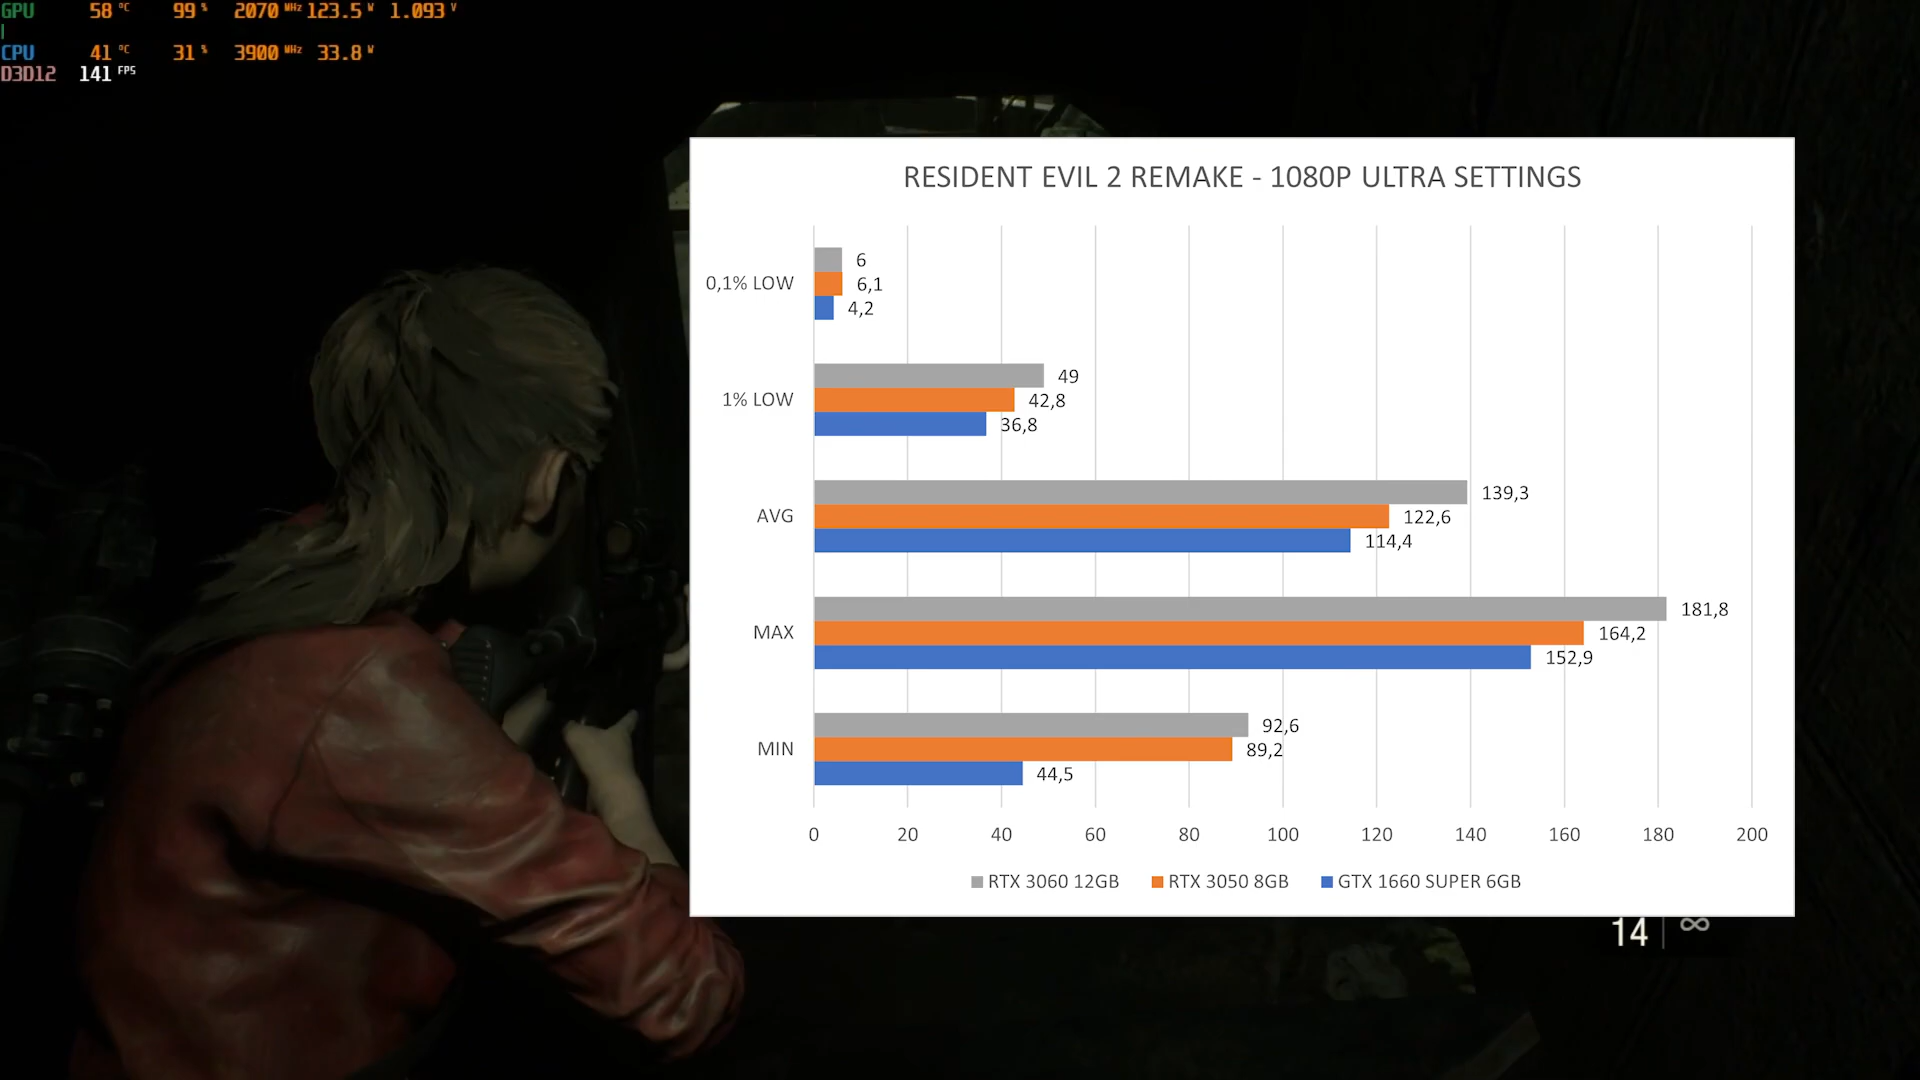 GPU 58 °C 99 % 2070 MHz 123.5 W 1.093 V
CPU 41 °C 31 % 3900 MHz 33.8 W
D3D12 141 FPS
RESIDENT EVIL 2 REMAKE - 1080P ULTRA SETTINGS
6
0,1% LOW 6,1
4,2
49
1% LOW 42,8
36,8
139,3
AVG 122,6
114,4
181,8
MAX 164,2
152,9
92,6
MIN 89,2
44,5
0 20 40 60 80 100 120 140 160 180 200
RTX 3060 12GB RTX 3050 8GB GTX 1660 SUPER 6GB
14 ∞